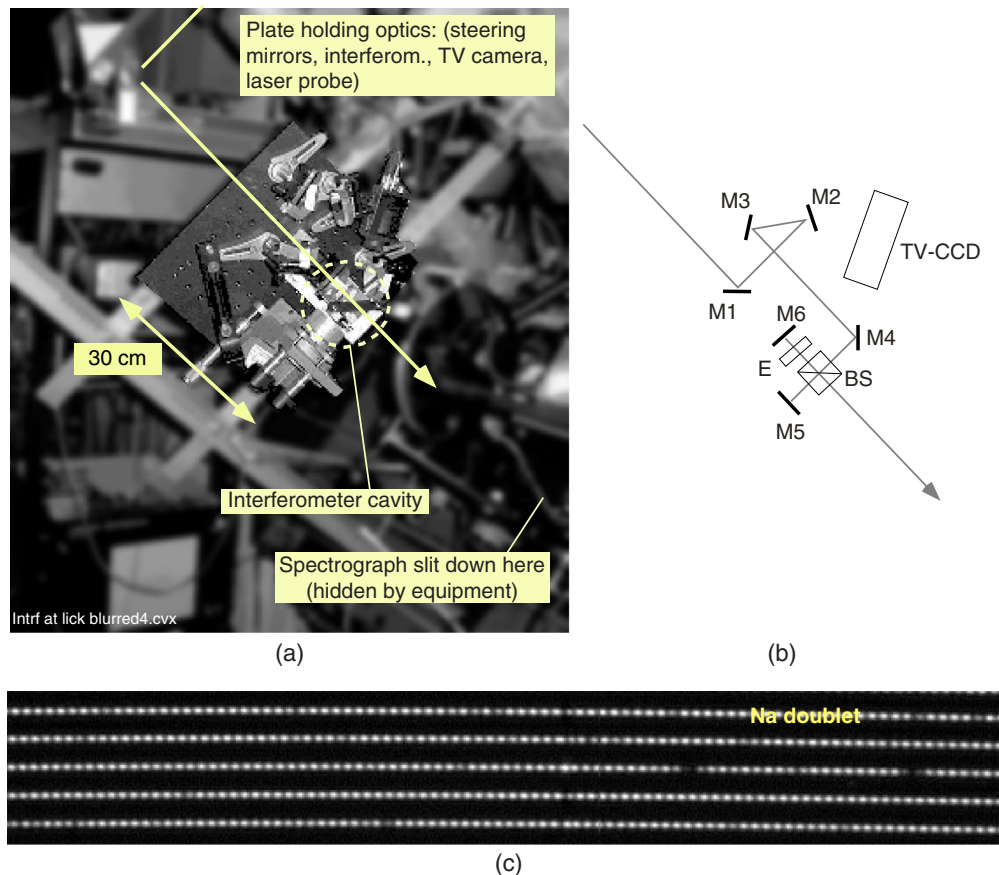 Plate holding optics: (steering
mirrors, interferom., TV camera,
laser probe)
30 cm
Interferometer cavity
Spectrograph slit down here
(hidden by equipment)
Intrf at lick blurred4.cvx
(a)
M3
M2
TV-CCD
M1
M6
M4
E
BS
M5
(b)
Na doublet
(c)